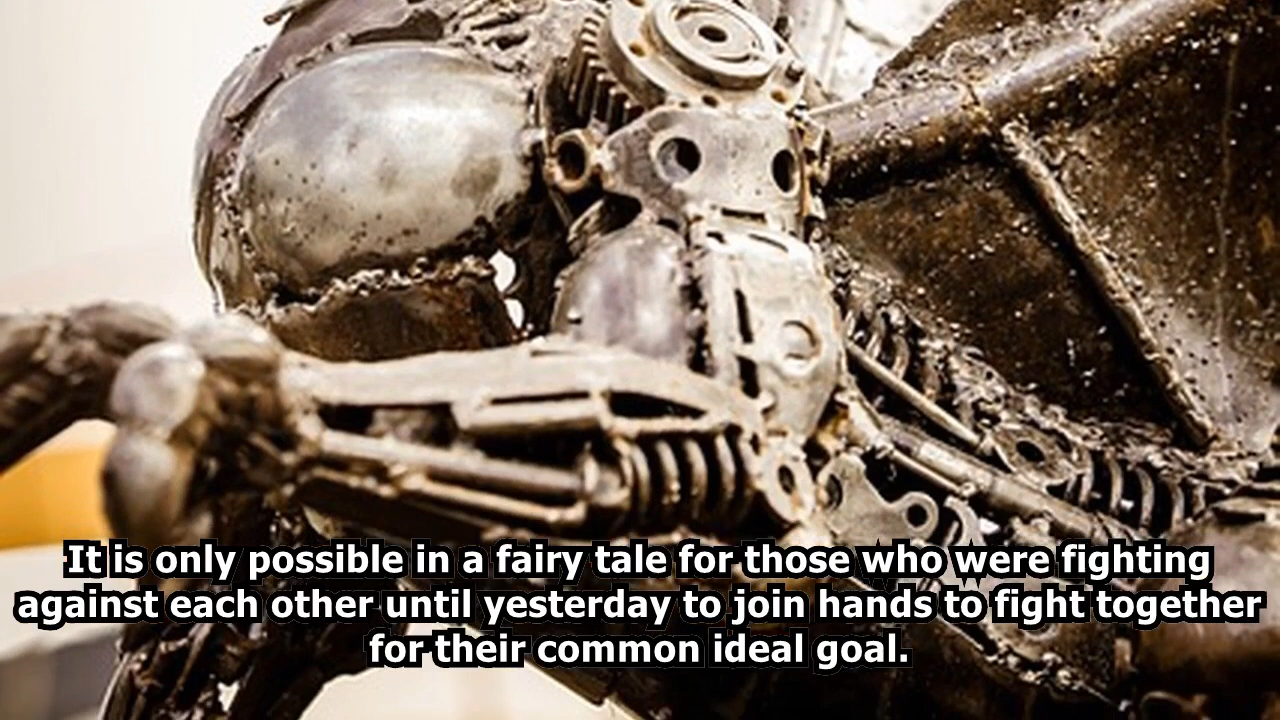 It is only possible in a fairy tale for those who were fighting
against each other until yesterday to join hands to fight together
for their common ideal goal.